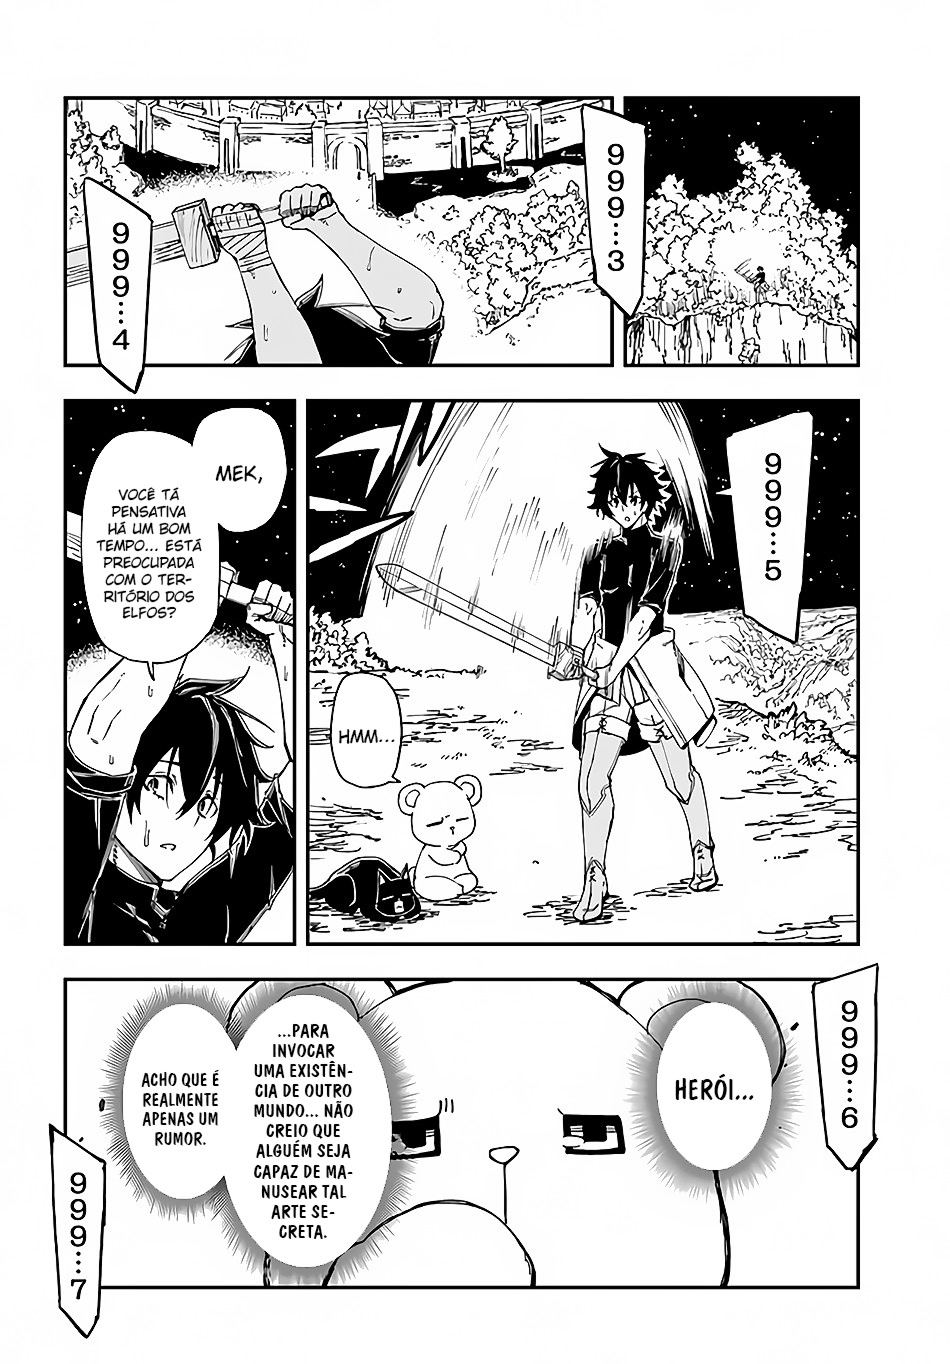 999…3
999…4
999…5
HMM...
MEK,
VOCÊ TÁ
PENSATIVA
HÁ UM BOM
TEMPO... ESTÁ
PREOCUPADA
COM O TER-
RITÓRIO DOS
ELFOS?
999…6
HERÓI...
...PARA
INVOCAR
UMA EXISTÊN-
CIA DE OUTRO
MUNDO... NÃO
CREIO QUE
ALGUÉM SEJA
CAPAZ DE MA-
NUSEAR TAL
ARTE SE-
CRETA.
ACHO QUE É
REALMENTE
APENAS UM
RUMOR.
999…7